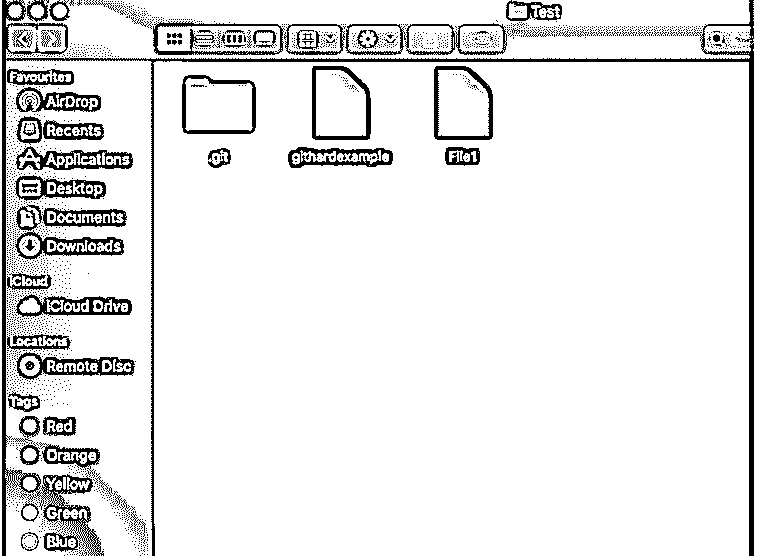 Test
Favourites
AirDrop
Recents
Applications
Desktop
Documents
Downloads
iCloud
iCloud Drive
Locations
Remote Disc
Tags
Red
Orange
Yellow
Green
Blue
.git
githardexample
File1